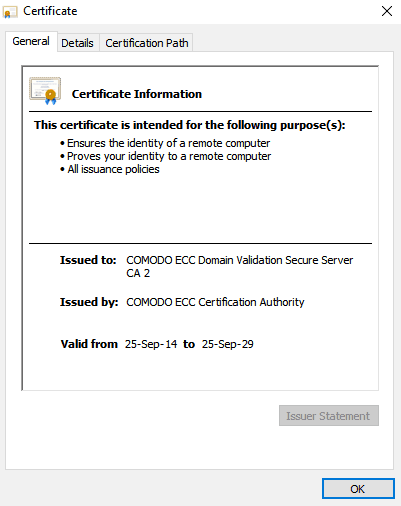 Certificate
General
Details
Certification Path
Certificate Information
This certificate is intended for the following purpose(s):
• Ensures the identity of a remote computer
• Proves your identity to a remote computer
• All issuance policies
Issued to: COMODO ECC Domain Validation Secure Server
CA 2
Issued by: COMODO ECC Certification Authority
Valid from 25-Sep-14 to 25-Sep-29
Issuer Statement
OK